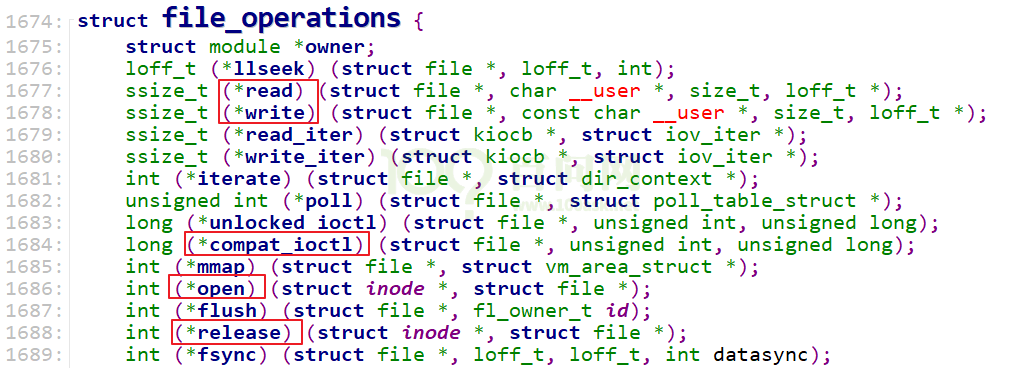 1674: struct file_operations {
1675: struct module *owner;
1676: loff_t (*llseek) (struct file *, loff_t, int);
1677: ssize_t (*read) (struct file *, char __user *, size_t, loff_t *);
1678: ssize_t (*write) (struct file *, const char __user *, size_t, loff_t *);
1679: ssize_t (*read_iter) (struct kiocb *, struct iov_iter *);
1680: ssize_t (*write_iter) (struct kiocb *, struct iov_iter *);
1681: int (*iterate) (struct file *, struct dir_context *);
1682: unsigned int (*poll) (struct file *, struct poll_table_struct *);
1683: long (*unlocked_ioctl) (struct file *, unsigned int, unsigned long);
1684: long (*compat_ioctl) (struct file *, unsigned int, unsigned long);
1685: int (*mmap) (struct file *, struct vm_area_struct *);
1686: int (*open) (struct inode *, struct file *);
1687: int (*flush) (struct file *, fl_owner_t id);
1688: int (*release) (struct inode *, struct file *);
1689: int (*fsync) (struct file *, loff_t, loff_t, int datasync);